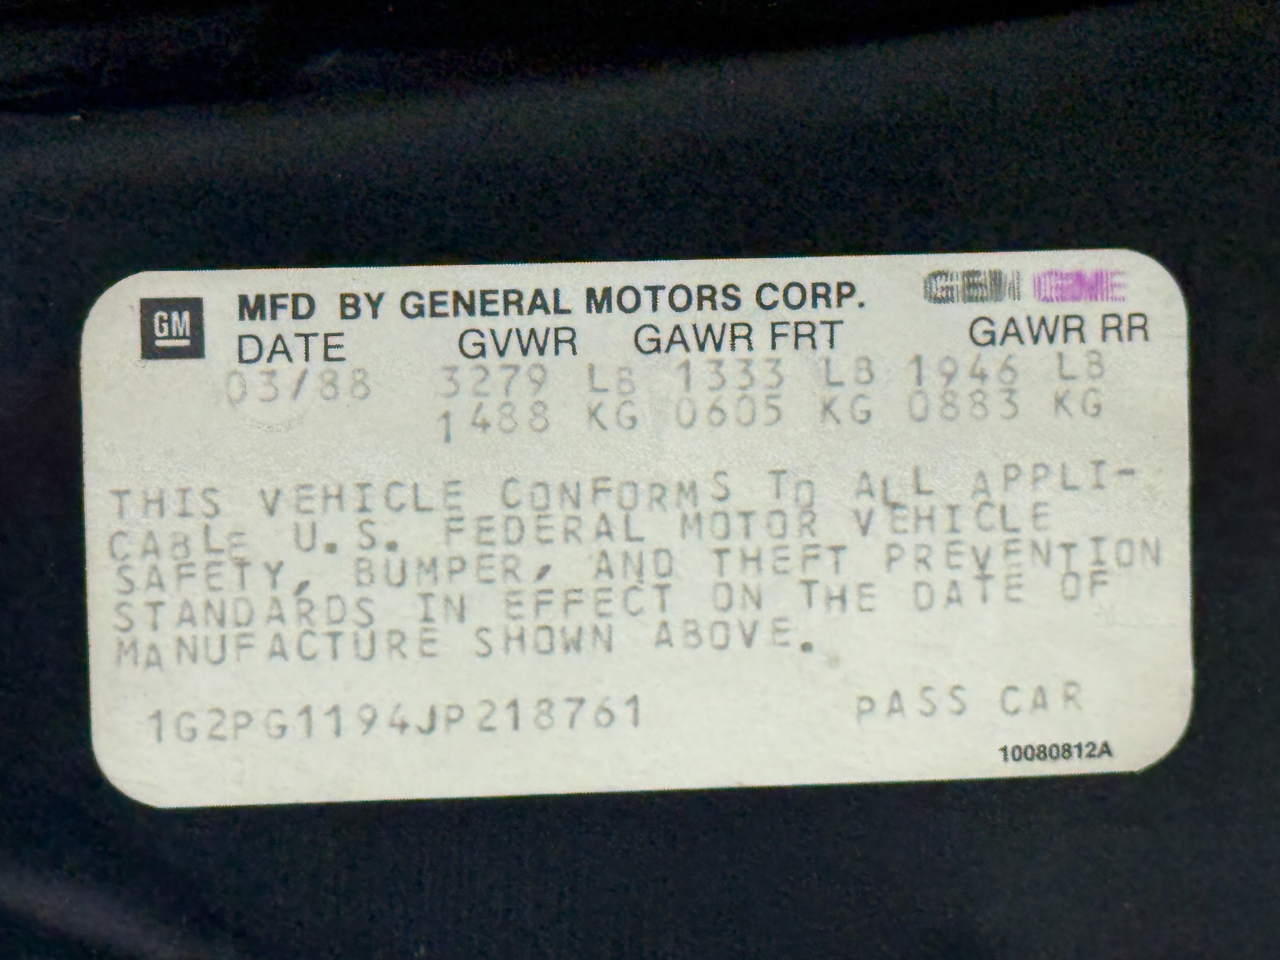 GM
MFD BY GENERAL MOTORS CORP.
DATE GVWR GAWR FRT GAWR RR
03/88 3279 LB 1333 LB 1946 LB
1488 KG 0605 KG 0883 KG
THIS VEHICLE CONFORMS TO ALL APPLI-
CABLE U.S. FEDERAL MOTOR VEHICLE
SAFETY, BUMPER, AND THEFT PREVENTION
STANDARDS IN EFFECT ON THE DATE OF
MANUFACTURE SHOWN ABOVE.
1G2PG1194JP218761 PASS CAR
10080812A